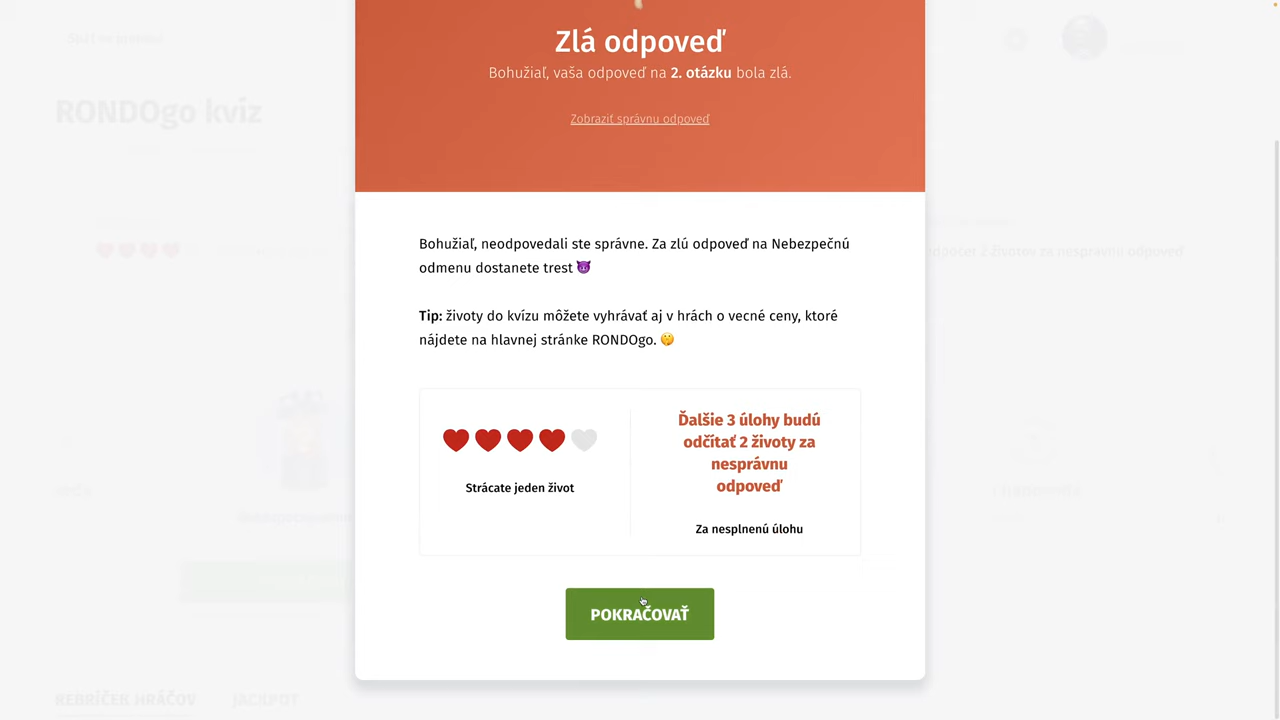 Zlá odpoveď
Bohužiaľ, vaša odpoveď na 2. otázku bola zlá.
Zobraziť správnu odpoveď
RONDOgo kvíz
Bohužiaľ, neodpovedali ste správne. Za zlú odpoveď na Nebezpečnú
odmenu dostanete trest 😈
Tip: životy do kvízu môžete vyhrávať aj v hrách o vecné ceny, ktoré
nájdete na hlavnej stránke RONDOgo. 🤫
Strácate jeden život
Ďalšie 3 úlohy budú
odčítať 2 životy za
nesprávnu
odpoveď
Za nesplnenú úlohu
POKRAČOVAŤ
REBRÍČEK HRÁČOV
JACKPOT